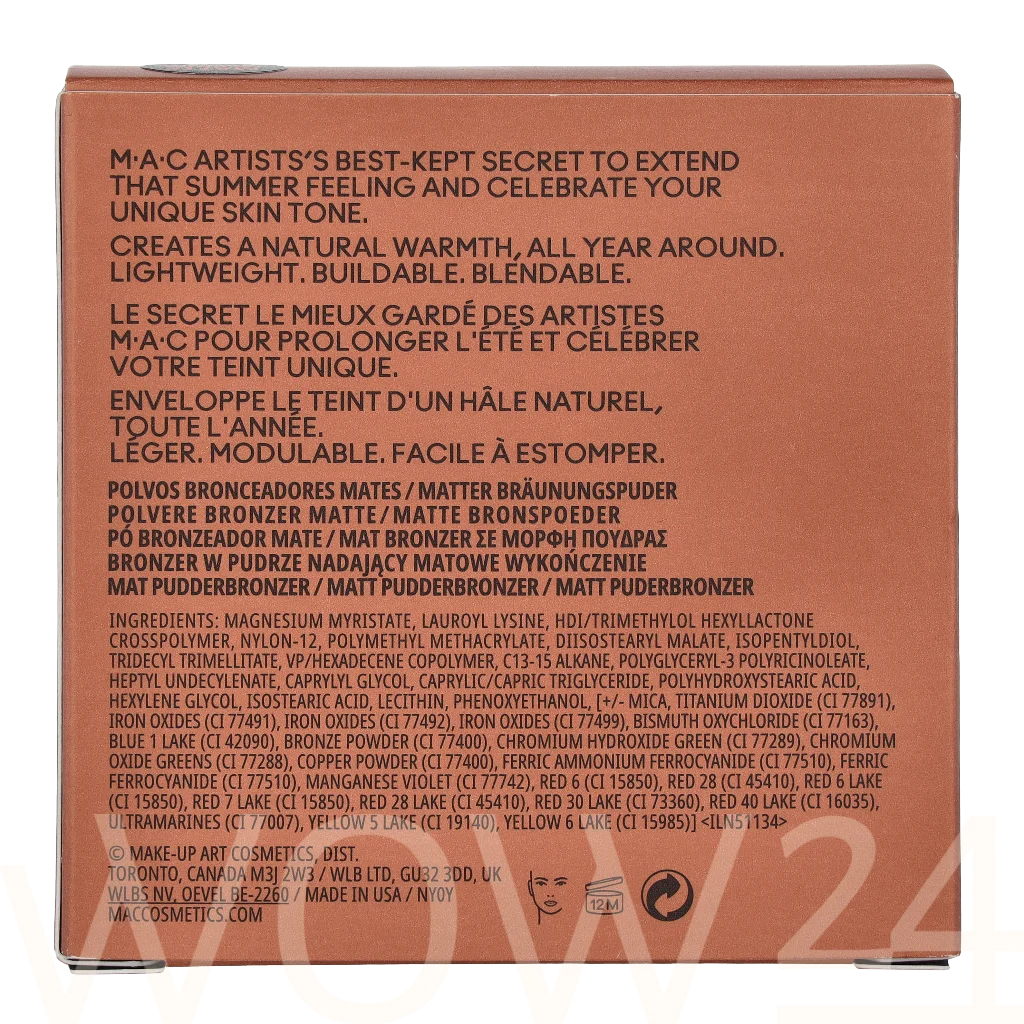 M·A·C ARTISTS'S BEST-KEPT SECRET TO EXTEND
THAT SUMMER FEELING AND CELEBRATE YOUR
UNIQUE SKIN TONE.
CREATES A NATURAL WARMTH, ALL YEAR AROUND.
LIGHTWEIGHT. BUILDABLE. BLENDABLE.
LE SECRET LE MIEUX GARDÉ DES ARTISTES
M·A·C POUR PROLONGER L'ÉTÉ ET CÉLÉBRER
VOTRE TEINT UNIQUE.
ENVELOPPE LE TEINT D'UN HÂLE NATUREL,
TOUTE L'ANNÉE.
LÉGER. MODULABLE. FACILE À ESTOMPER.
POLVOS BRONCEADORES MATES / MATTER BRÄUNUNGSPUDER
POLVERE BRONZER MATTE / MATTE BRONSPOEDER
PÓ BRONZEADOR MATE / MAT BRONZER ΣΕ ΜΟΡΦΗ ΠΟΥΔΡΑΣ
BRONZER W PUDRZE NADAJĄCY MATOWE WYKOŃCZENIE
MAT PUDDERBRONZER / MATT PUDDERBRONZER / MATT PUDERBRONZER
INGREDIENTS: MAGNESIUM MYRISTATE, LAUROYL LYSINE, HDI/TRIMETHYLOL HEXYLLACTONE
CROSSPOLYMER, NYLON-12, POLYMETHYL METHACRYLATE, DIISOSTEARYL MALATE, ISOPENTYLDIOL,
TRIDECYL TRIMELLITATE, VP/HEXADECENE COPOLYMER, C13-15 ALKANE, POLYGLYCERYL-3 POLYRICINOLEATE,
HEPTYL UNDECYLENATE, CAPRYLYL GLYCOL, CAPRYLIC/CAPRIC TRIGLYCERIDE, POLYHYDROXYSTEARIC ACID,
HEXYLENE GLYCOL, ISOSTEARIC ACID, LECITHIN, PHENOXYETHANOL, [+/- MICA, TITANIUM DIOXIDE (CI 77891),
IRON OXIDES (CI 77491), IRON OXIDES (CI 77492), IRON OXIDES (CI 77499), BISMUTH OXYCHLORIDE (CI 77163),
BLUE 1 LAKE (CI 42090), BRONZE POWDER (CI 77400), CHROMIUM HYDROXIDE GREEN (CI 77289), CHROMIUM
OXIDE GREENS (CI 77288), COPPER POWDER (CI 77400), FERRIC AMMONIUM FERROCYANIDE (CI 77510), FERRIC
FERROCYANIDE (CI 77510), MANGANESE VIOLET (CI 77742), RED 6 (CI 15850), RED 28 (CI 45410), RED 6 LAKE
(CI 15850), RED 7 LAKE (CI 15850), RED 28 LAKE (CI 45410), RED 30 LAKE (CI 73360), RED 40 LAKE (CI 16035),
ULTRAMARINES (CI 77007), YELLOW 5 LAKE (CI 19140), YELLOW 6 LAKE (CI 15985)] <ILN51134>
© MAKE-UP ART COSMETICS, DIST.
TORONTO, CANADA M3J 2W3 / WLB LTD, GU32 3DD, UK
WLBS NV, OEVEL BE-2260 / MADE IN USA / NY0Y
MACCOSMETICS.COM
12M
WOW24